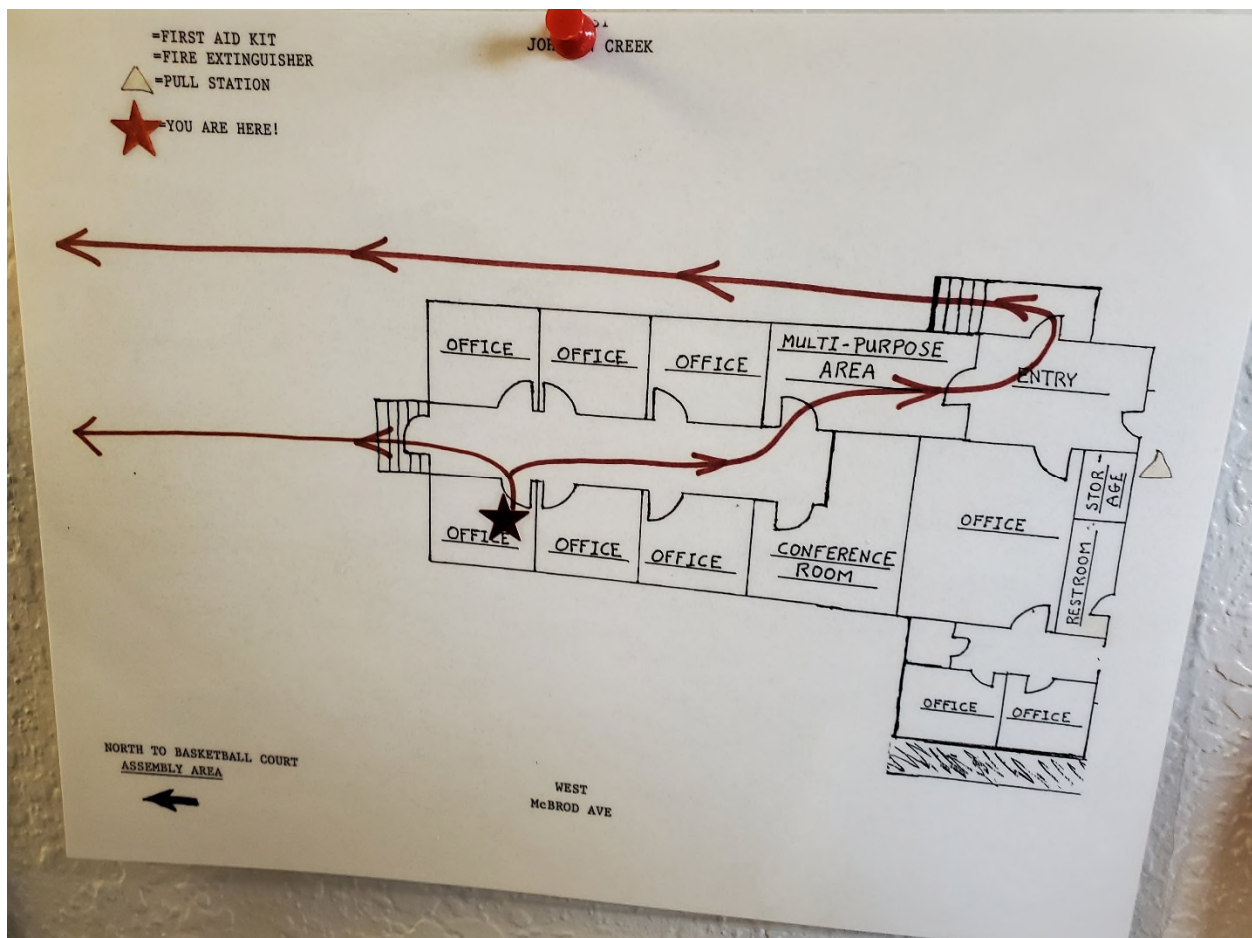 =FIRST AID KIT
=FIRE EXTINGUISHER
=PULL STATION
=YOU ARE HERE!
CREEK
OFFICE
OFFICE
OFFICE
MULTI-PURPOSE
AREA
ENTRY
OFFICE
OFFICE
OFFICE
CONFERENCE
ROOM
OFFICE
STOR-
AGE
RESTROOM
OFFICE
OFFICE
NORTH TO BASKETBALL COURT
ASSEMBLY AREA
WEST
McBROD AVE